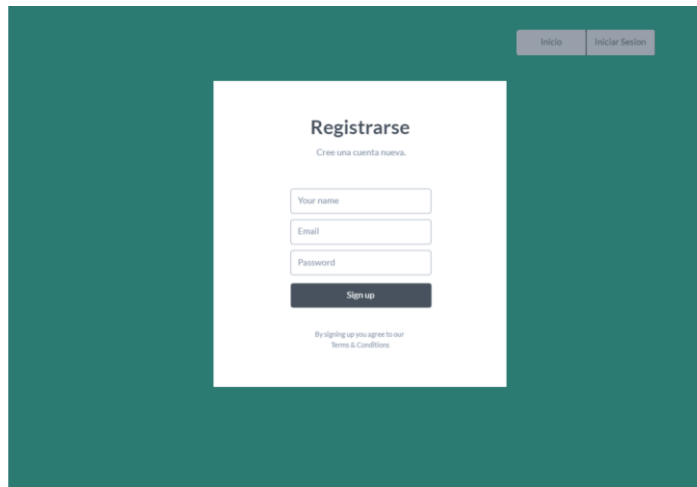 Inicio Iniciar Sesion
Registrarse
Cree una cuenta nueva.
Your name
Email
Password
Sign up
By signing up you agree to our
Terms & Conditions